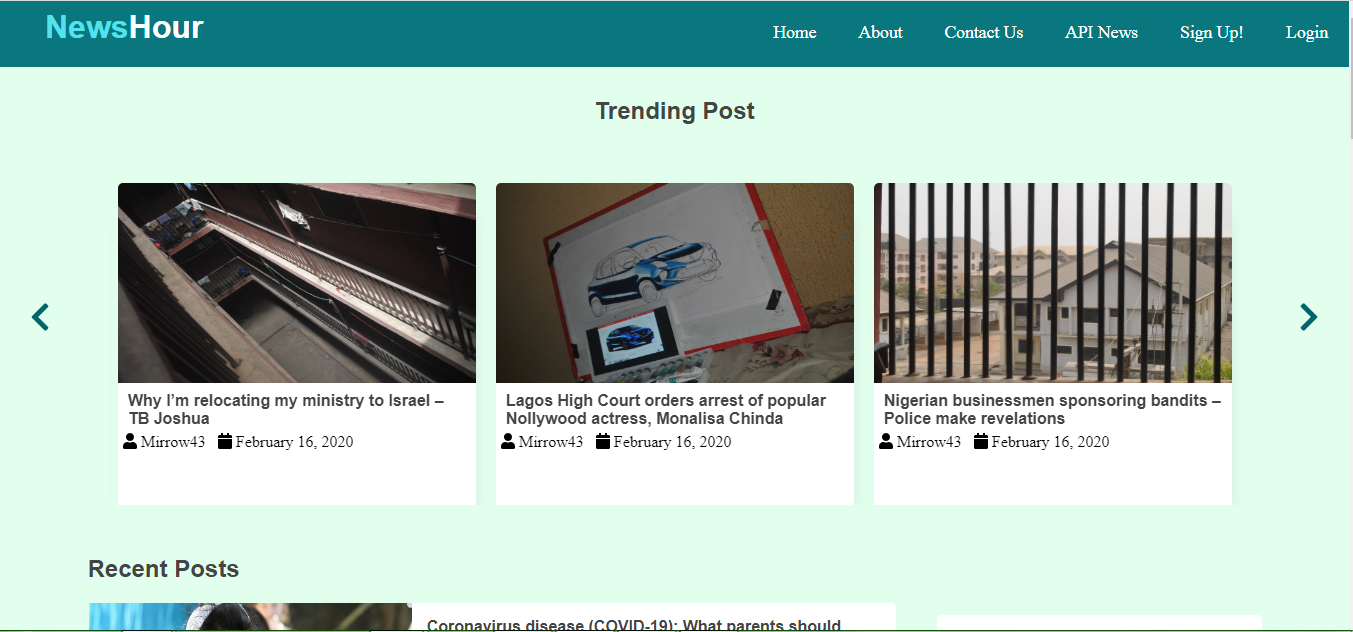 NewsHour
Home About Contact Us API News Sign Up! Login
Trending Post
Why I’m relocating my ministry to Israel –
TB Joshua
Mirrow43 February 16, 2020
Lagos High Court orders arrest of popular
Nollywood actress, Monalisa Chinda
Mirrow43 February 16, 2020
Nigerian businessmen sponsoring bandits –
Police make revelations
Mirrow43 February 16, 2020
Recent Posts
Coronavirus disease (COVID-19): What parents should